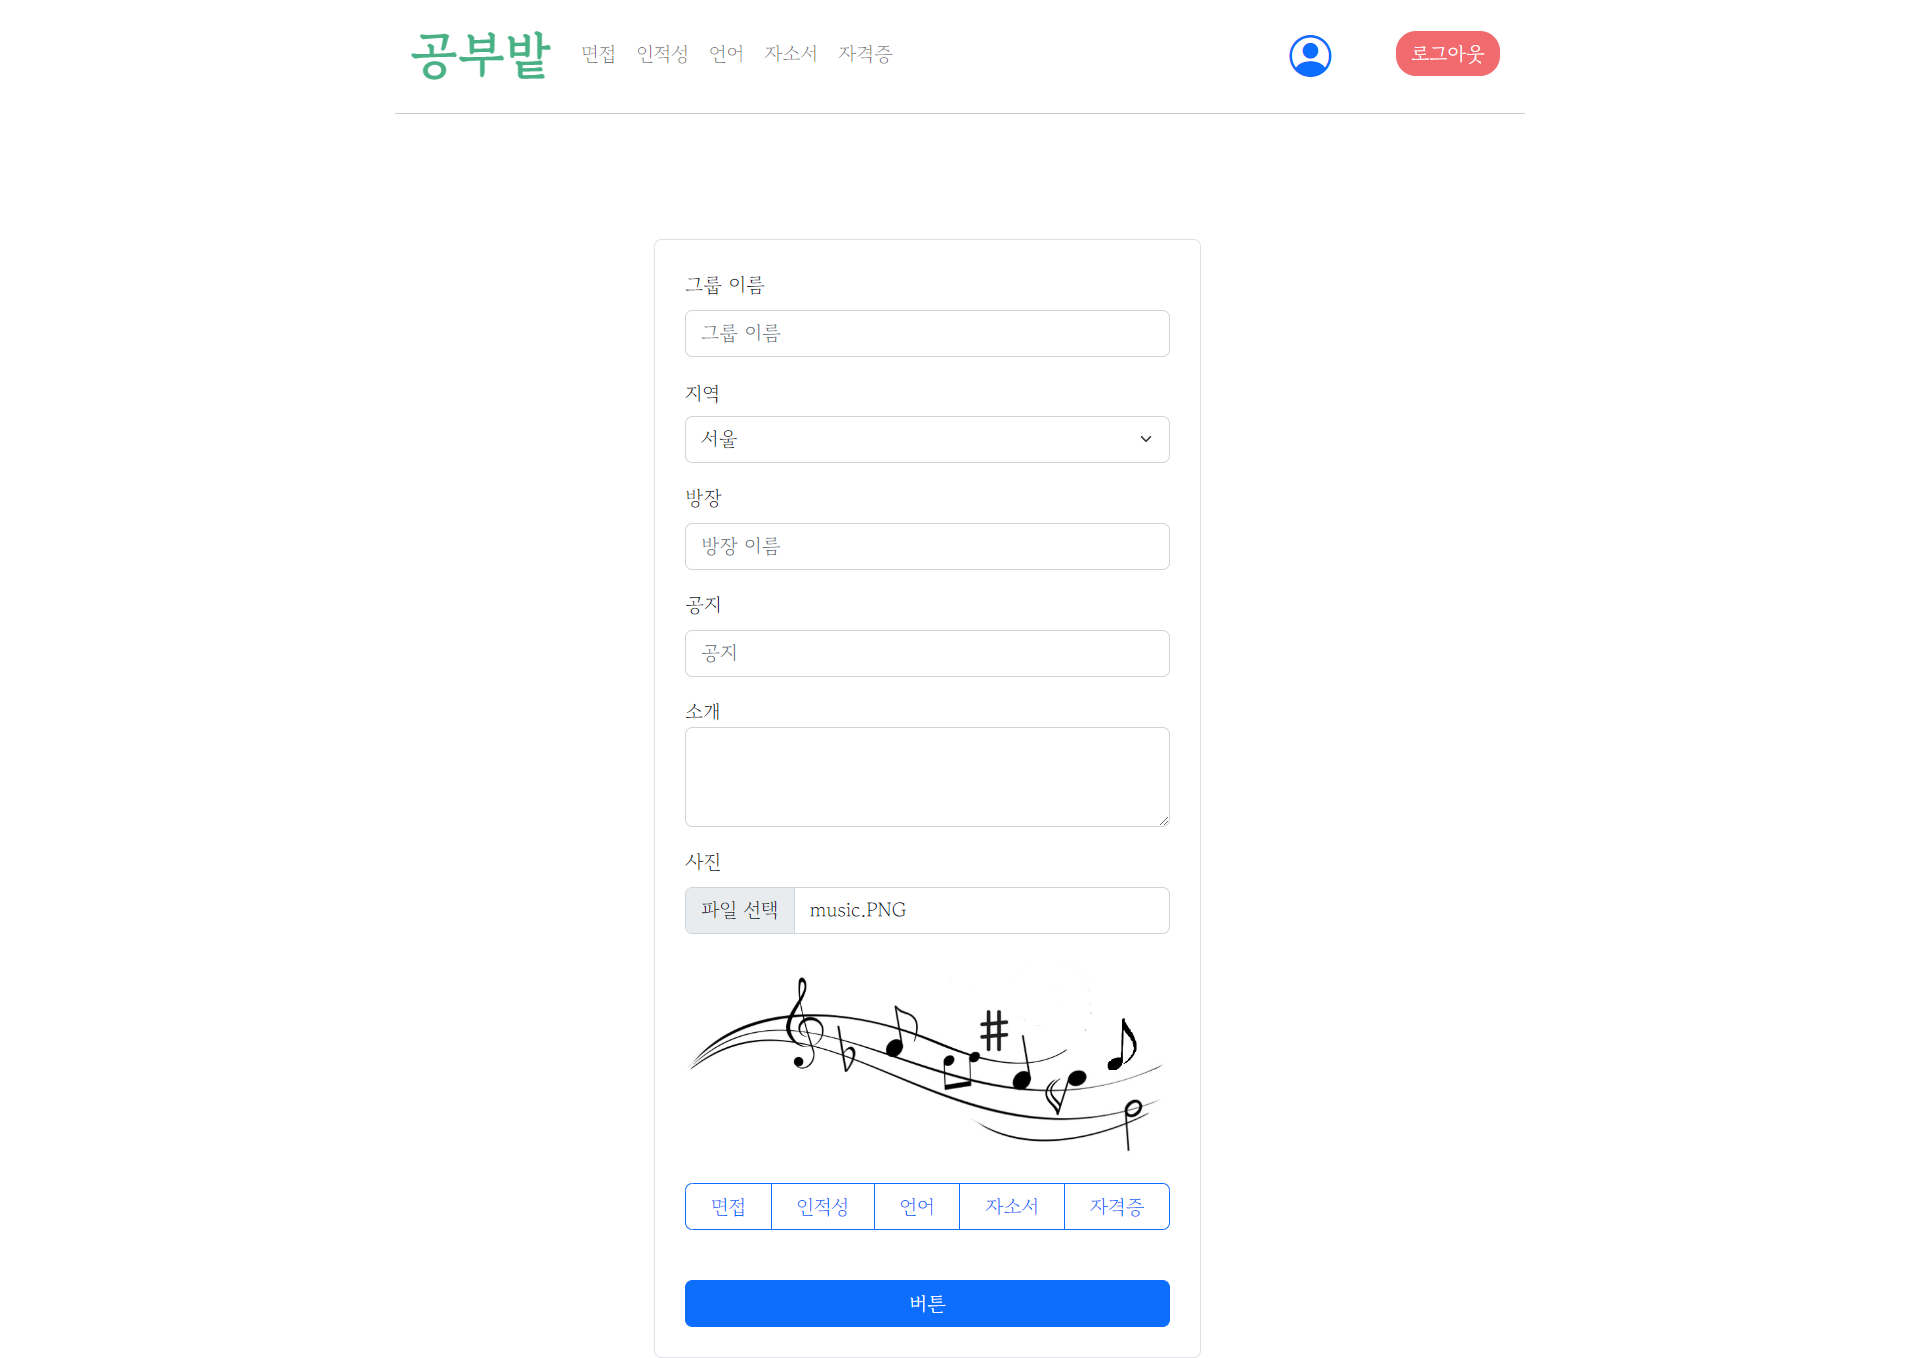 공부밭 면접 인적성 언어 자소서 자격증 로그아웃
그룹 이름
그룹 이름
지역
서울
방장
방장 이름
공지
공지
소개
사진
파일 선택 music.PNG
면접 인적성 언어 자소서 자격증
버튼